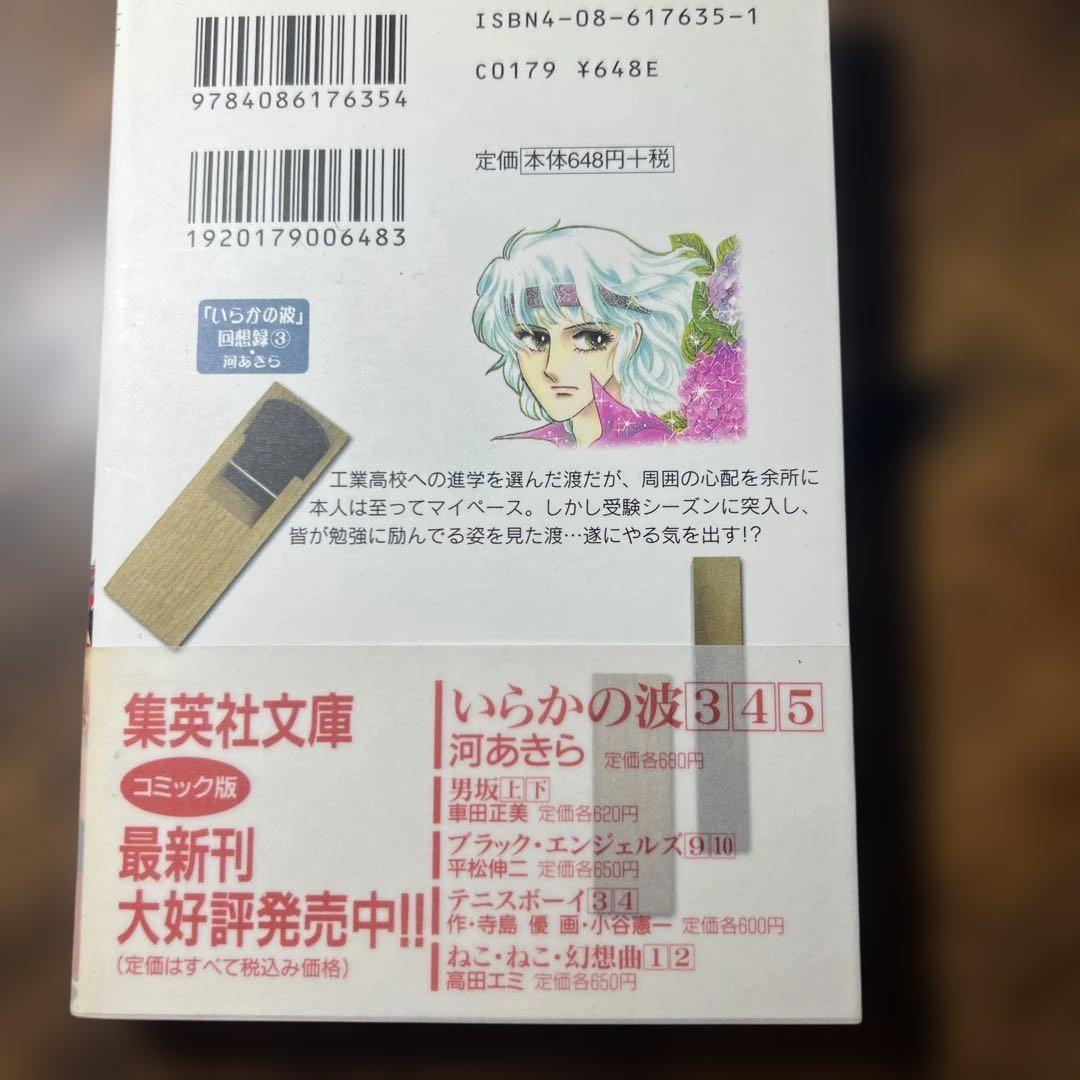 ISBN4-08-617635-1
9784086176354
C0179 ¥648E
定価本体648円+税
1920179006483
「いらかの波」
回想録③
河あきら
工業高校への進学を選んだ渡だが、周囲の心配を余所に
本人は至ってマイペース。しかし受験シーズンに突入し、
皆が勉強に励んでる姿を見た渡…遂にやる気を出す!?
集英社文庫
コミック版
最新刊
大好評発売中!!
(定価はすべて税込み価格)
いらかの波3 4 5
河あきら 定価各680円
男坂上下
車田正美 定価各620円
ブラック・エンジェルズ9 10
平松伸二 定価各650円
テニスボーイ3 4
作・寺島 優 画・小谷憲一 定価各600円
ねこ・ねこ・幻想曲1 2
高田エミ 定価各650円